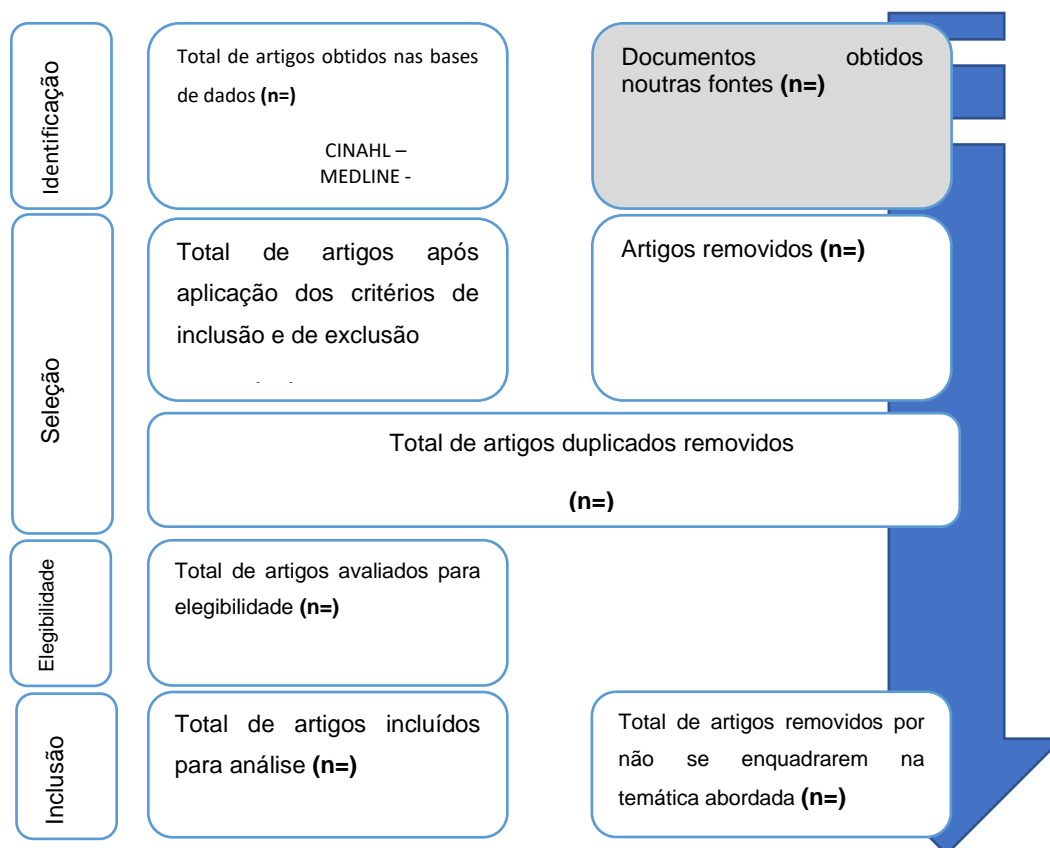 Identificação
Total de artigos obtidos nas bases
de dados (n=)
CINAHL –
MEDLINE -
Documentos obtidos
noutras fontes (n=)
Seleção
Total de artigos após
aplicação dos critérios de
inclusão e de exclusão
Artigos removidos (n=)
Total de artigos duplicados removidos
(n=)
Elegibilidade
Total de artigos avaliados para
elegibilidade (n=)
Inclusão
Total de artigos incluídos
para análise (n=)
Total de artigos removidos por
não se enquadrarem na
temática abordada (n=)